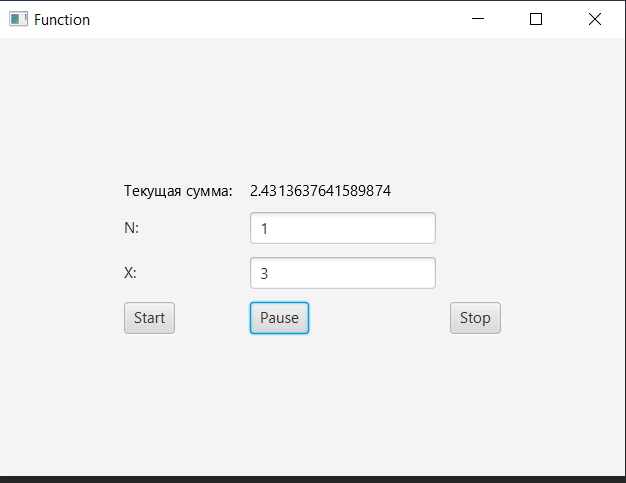 Function
Текущая сумма: 2.4313637641589874
N: 1
X: 3
Start Pause Stop